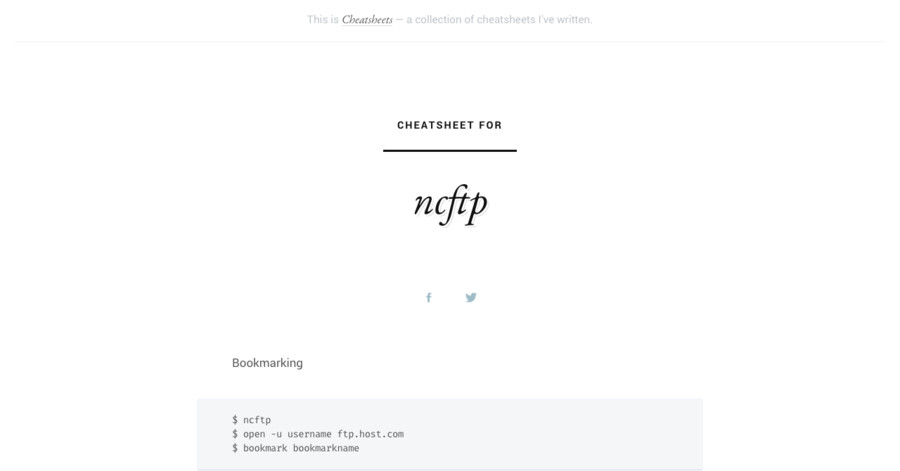 This is Cheatsheets — a collection of cheatsheets I've written.
CHEATSHEET FOR
ncftp
Bookmarking
$ ncftp
$ open -u username ftp.host.com
$ bookmark bookmarkname